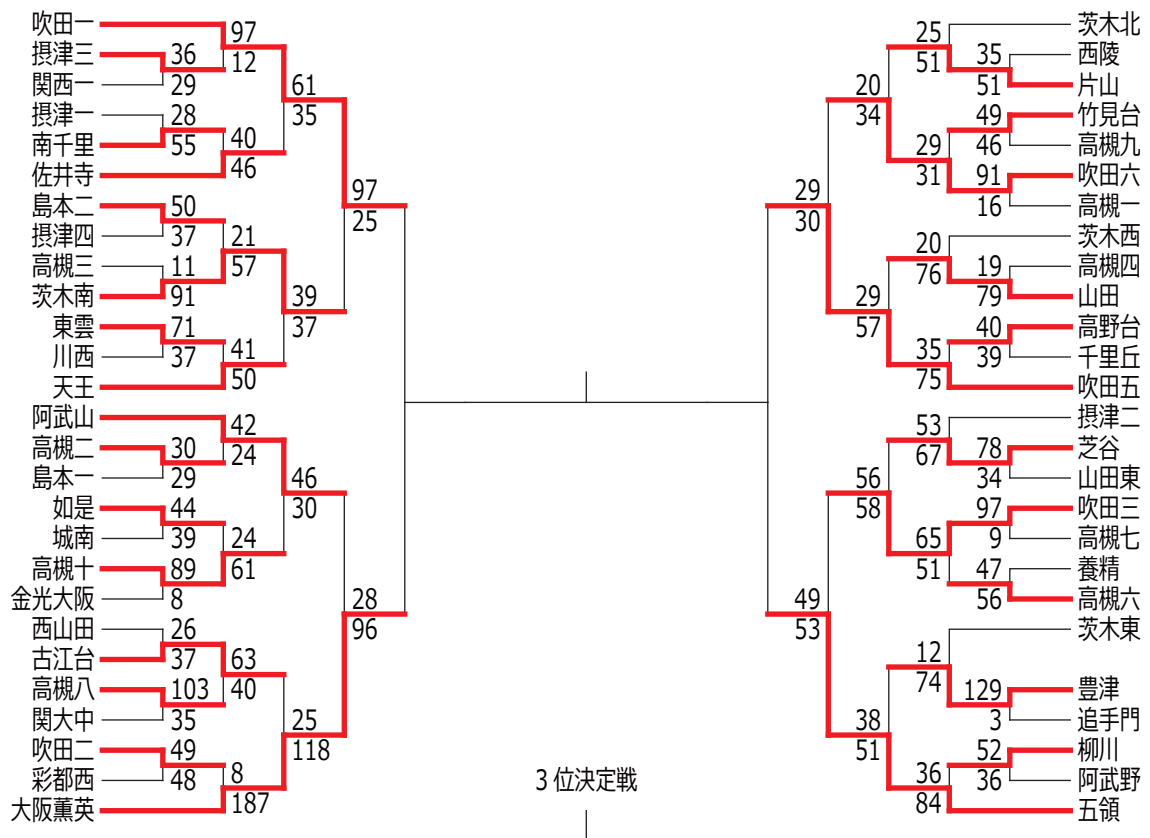 吹田一
97
摂津三
36
12
関西一
29
61
摂津一
28
35
南千里
55
40
佐井寺
46
97
島本二
50
25
摂津四
37
21
高槻三
11
57
茨木南
91
39
東雲
71
37
川西
37
41
天王
50
阿武山
42
高槻二
30
24
島本一
29
46
如是
44
30
城南
39
24
高槻十
89
61
金光大阪
8
28
西山田
26
96
古江台
37
63
高槻八
103
40
関大中
35
25
吹田二
49
118
彩都西
48
8
大阪薫英
187
25
茨木北
51
35
西陵
51
片山
20
34
49
竹見台
46
高槻九
29
31
91
吹田六
16
高槻一
29
30
20
茨木西
76
19
高槻四
79
山田
29
57
40
高野台
39
千里丘
35
75
吹田五
53
摂津二
67
78
芝谷
34
山田東
56
58
97
吹田三
9
高槻七
65
51
47
養精
56
高槻六
49
53
12
茨木東
74
129
豊津
3
追手門
38
51
52
柳川
36
阿武野
36
84
五領
3位決定戦